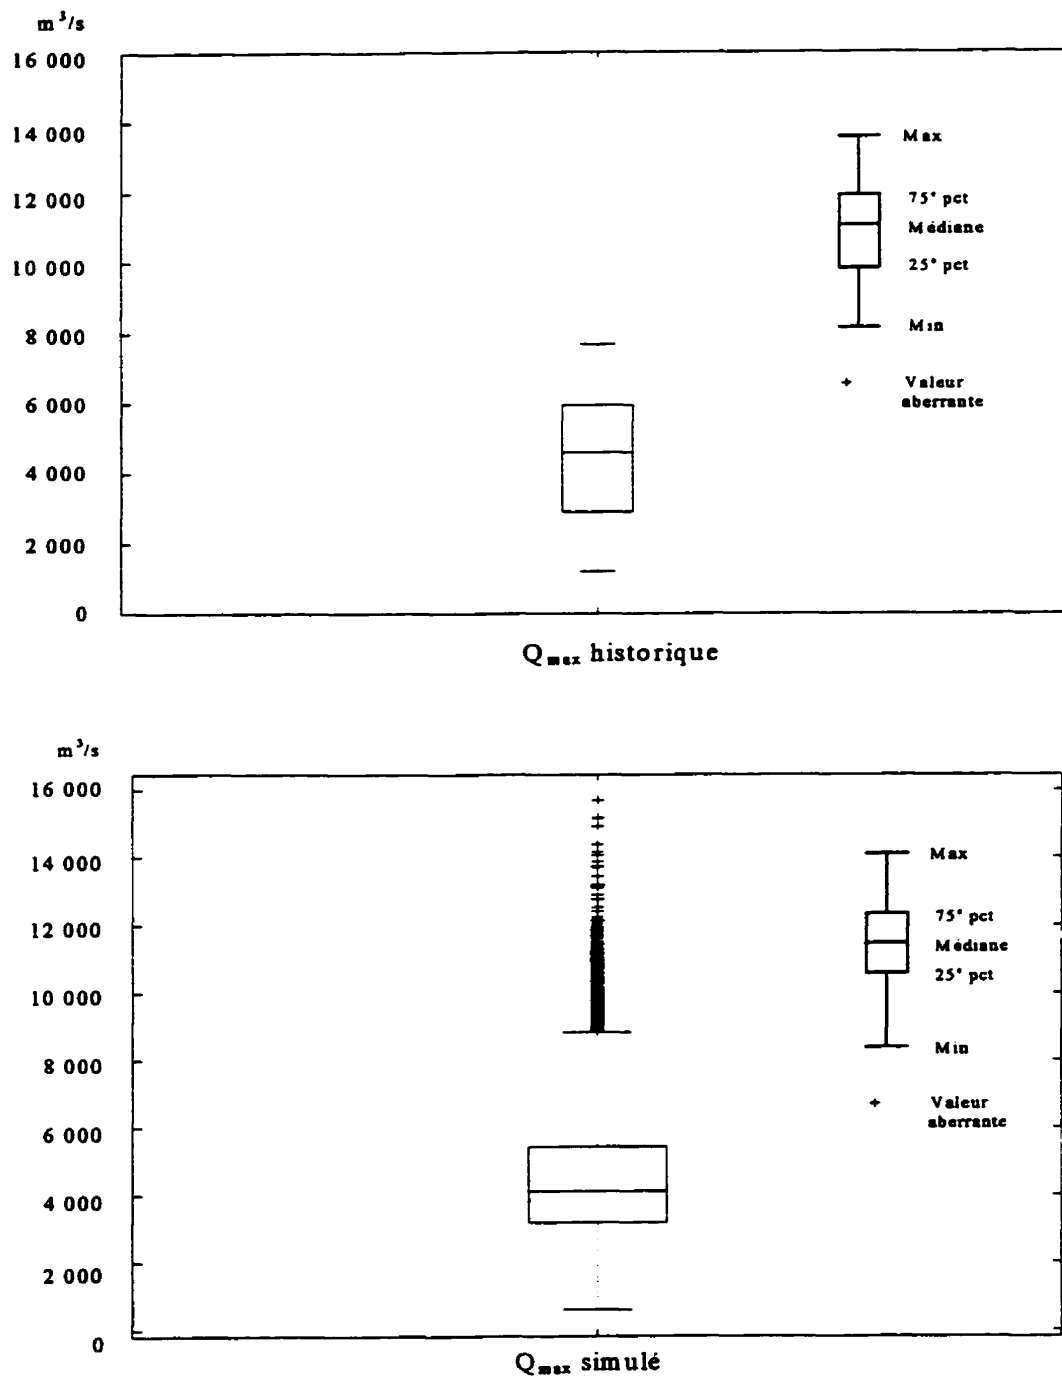 m³/s
16 000
14 000
12 000
10 000
8 000
6 000
4 000
2 000
0
Max
75° pct
Médiane
25° pct
Min
+ Valeur
aberrante
Qmax historique
m³/s
16 000
14 000
12 000
10 000
8 000
6 000
4 000
2 000
0
Max
75° pct
Médiane
25° pct
Min
+ Valeur
aberrante
Qmax simulé